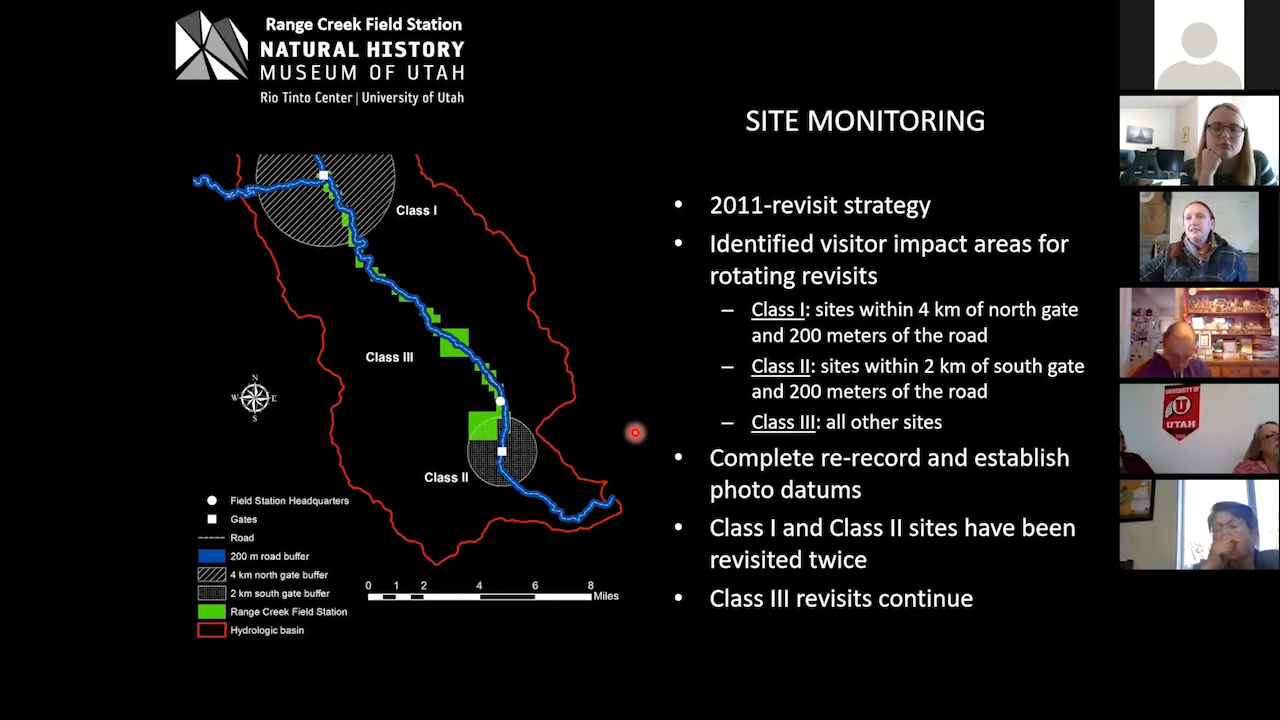 Range Creek Field Station
NATURAL HISTORY
MUSEUM OF UTAH
Rio Tinto Center | University of Utah
SITE MONITORING
• 2011-revisit strategy
• Identified visitor impact areas for
rotating revisits
– Class I: sites within 4 km of north gate
and 200 meters of the road
– Class II: sites within 2 km of south gate
and 200 meters of the road
– Class III: all other sites
• Complete re-record and establish
photo datums
• Class I and Class II sites have been
revisited twice
• Class III revisits continue
Class I
Class III
Class II
N
W E
S
Field Station Headquarters
Gates
Road
200 m road buffer
4 km north gate buffer
2 km south gate buffer
Range Creek Field Station
Hydrologic basin
0 1 2 4 6 8
Miles
UNIVERSITY OF
U
UTAH